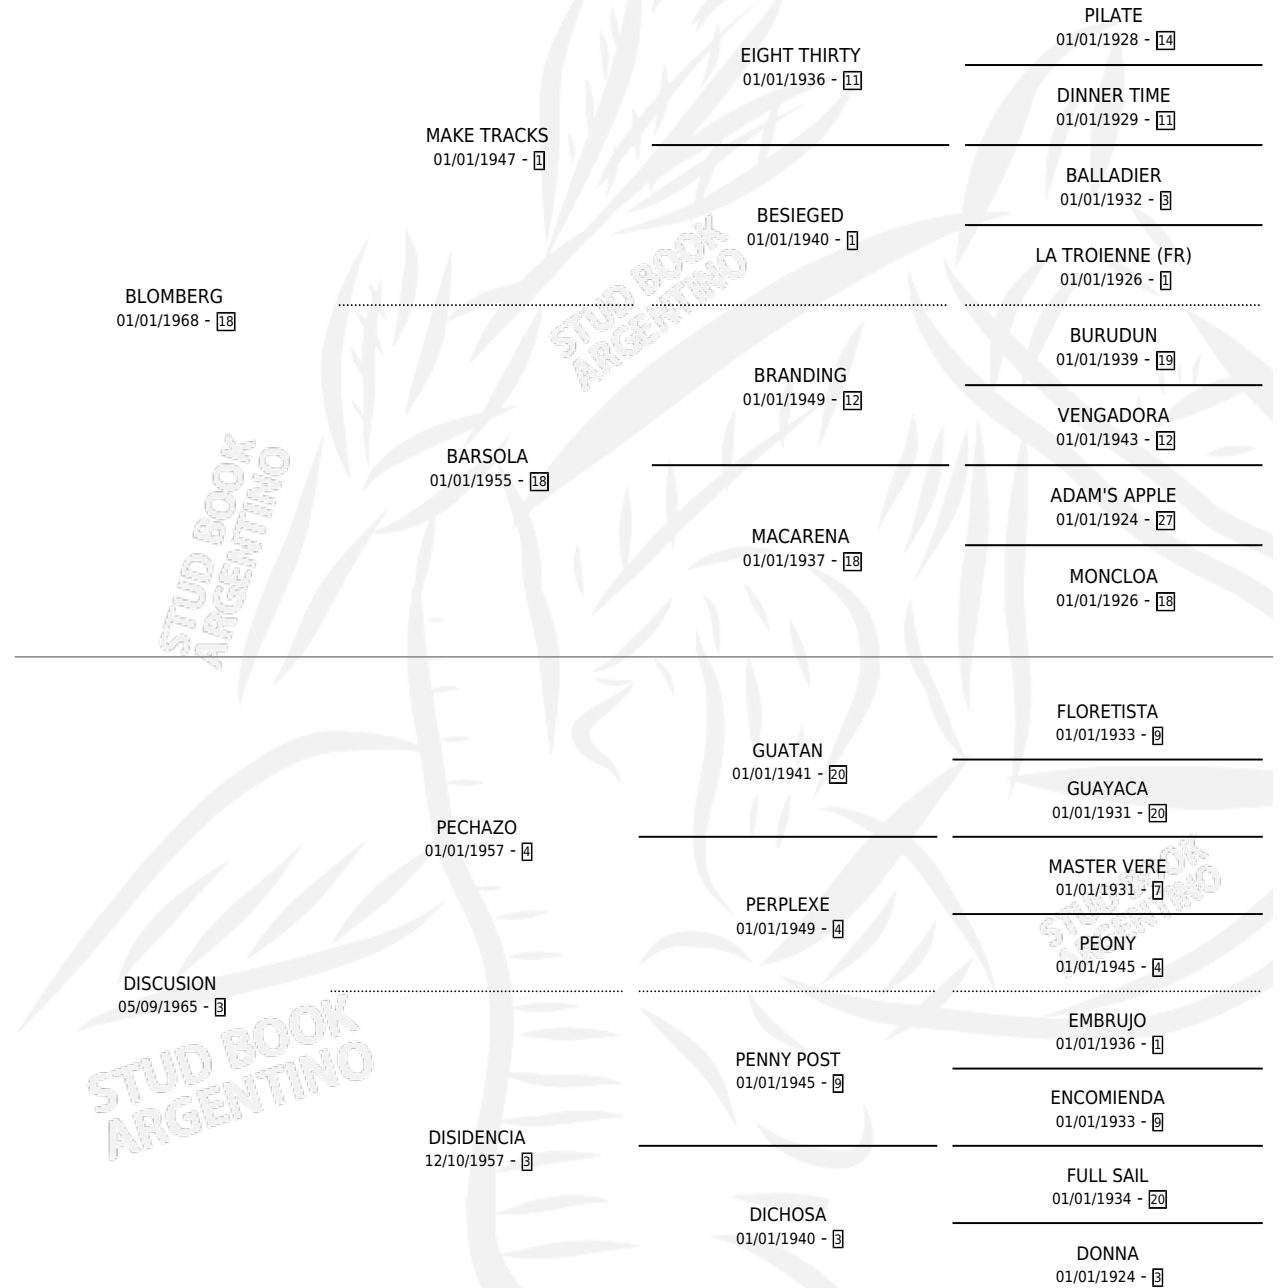 PILATE
01/01/1928 - 14
EIGHT THIRTY
01/01/1936 - 11
DINNER TIME
01/01/1929 - 11
MAKE TRACKS
01/01/1947 - 1
BALLADIER
01/01/1932 - 3
BESIEGED
01/01/1940 - 1
LA TROIENNE (FR)
01/01/1926 - 1
BLOMBERG
01/01/1968 - 18
BURUDUN
01/01/1939 - 19
BRANDING
01/01/1949 - 12
VENGADORA
01/01/1943 - 12
BARSOLA
01/01/1955 - 18
ADAM'S APPLE
01/01/1924 - 27
MACARENA
01/01/1937 - 18
MONCLOA
01/01/1926 - 18
FLORETISTA
01/01/1933 - 9
GUATAN
01/01/1941 - 20
GUAYACA
01/01/1931 - 20
PECHAZO
01/01/1957 - 4
MASTER VERE
01/01/1931 - 7
PERPLEXE
01/01/1949 - 4
PEONY
01/01/1945 - 4
DISCUSION
05/09/1965 - 3
EMBRUJO
01/01/1936 - 1
PENNY POST
01/01/1945 - 9
ENCOMIENDA
01/01/1933 - 9
DISIDENCIA
12/10/1957 - 3
FULL SAIL
01/01/1934 - 20
DICHOSA
01/01/1940 - 3
DONNA
01/01/1924 - 3
STUD BOOK
ARGENTINO
STUD BOOK
ARGENTINO
STUD BOOK
ARGENTINO
STUD BOOK
ARGENTINO